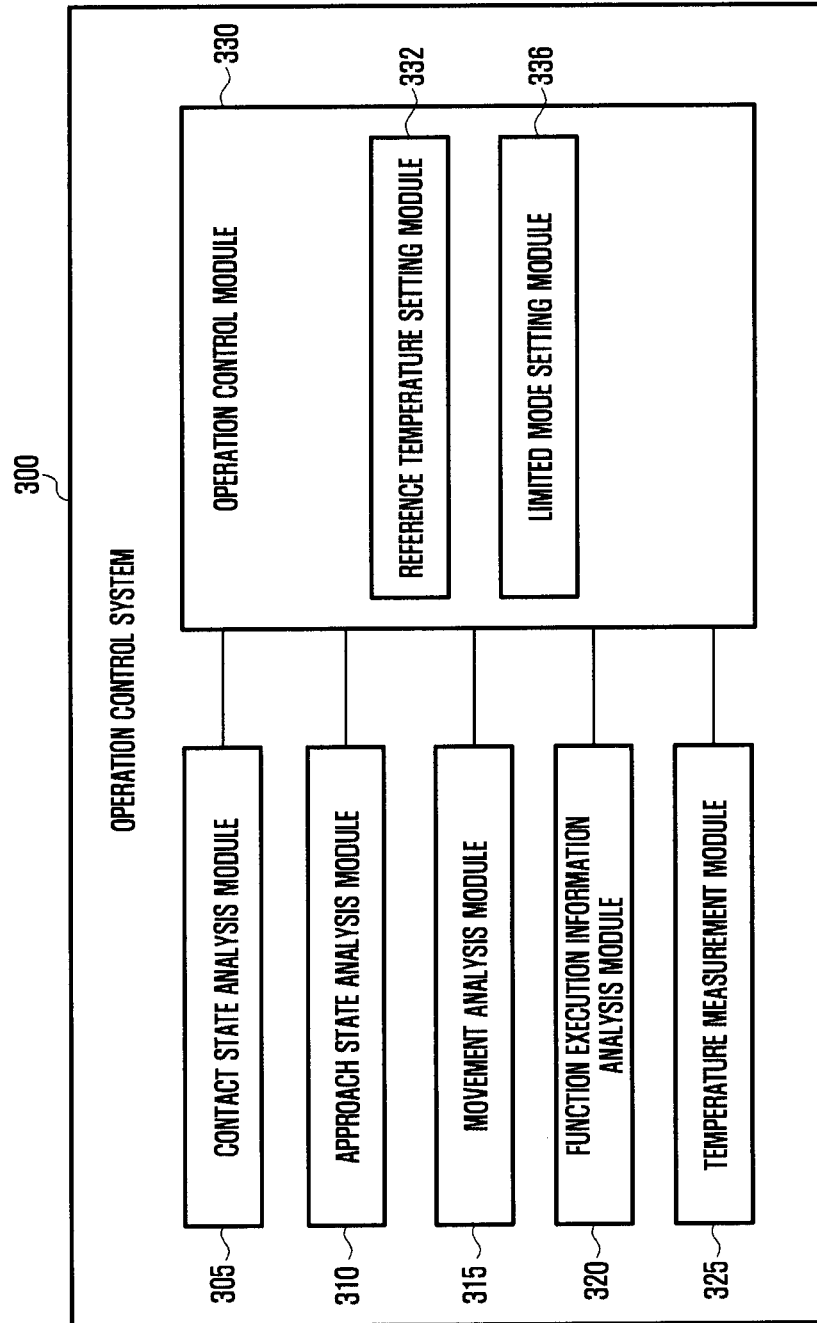 300
OPERATION CONTROL SYSTEM
305
CONTACT STATE ANALYSIS MODULE
310
APPROACH STATE ANALYSIS MODULE
315
MOVEMENT ANALYSIS MODULE
320
FUNCTION EXECUTION INFORMATION
ANALYSIS MODULE
325
TEMPERATURE MEASUREMENT MODULE
330
OPERATION CONTROL MODULE
332
REFERENCE TEMPERATURE SETTING MODULE
336
LIMITED MODE SETTING MODULE